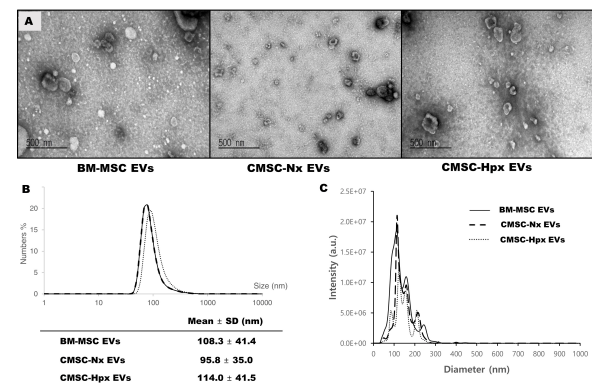 A
500 nm
500 nm
500 nm
BM-MSC EVs
CMSC-Nx EVs
CMSC-Hpx EVs
B
Numbers %
20
15
10
5
0
1
10
100
1000
10000
Size (nm)
Mean ± SD (nm)
BM-MSC EVs
108.3 ± 41.4
CMSC-Nx EVs
95.8 ± 35.0
CMSC-Hpx EVs
114.0 ± 41.5
C
Intensity (a.u.)
2.5E+07
2.0E+07
1.5E+07
1.0E+07
5.0E+06
0.0E+00
0 100 200 300 400 500 600 700 800 900 1000
Diameter (nm)
BM-MSC EVs
CMSC-Nx EVs
CMSC-Hpx EVs